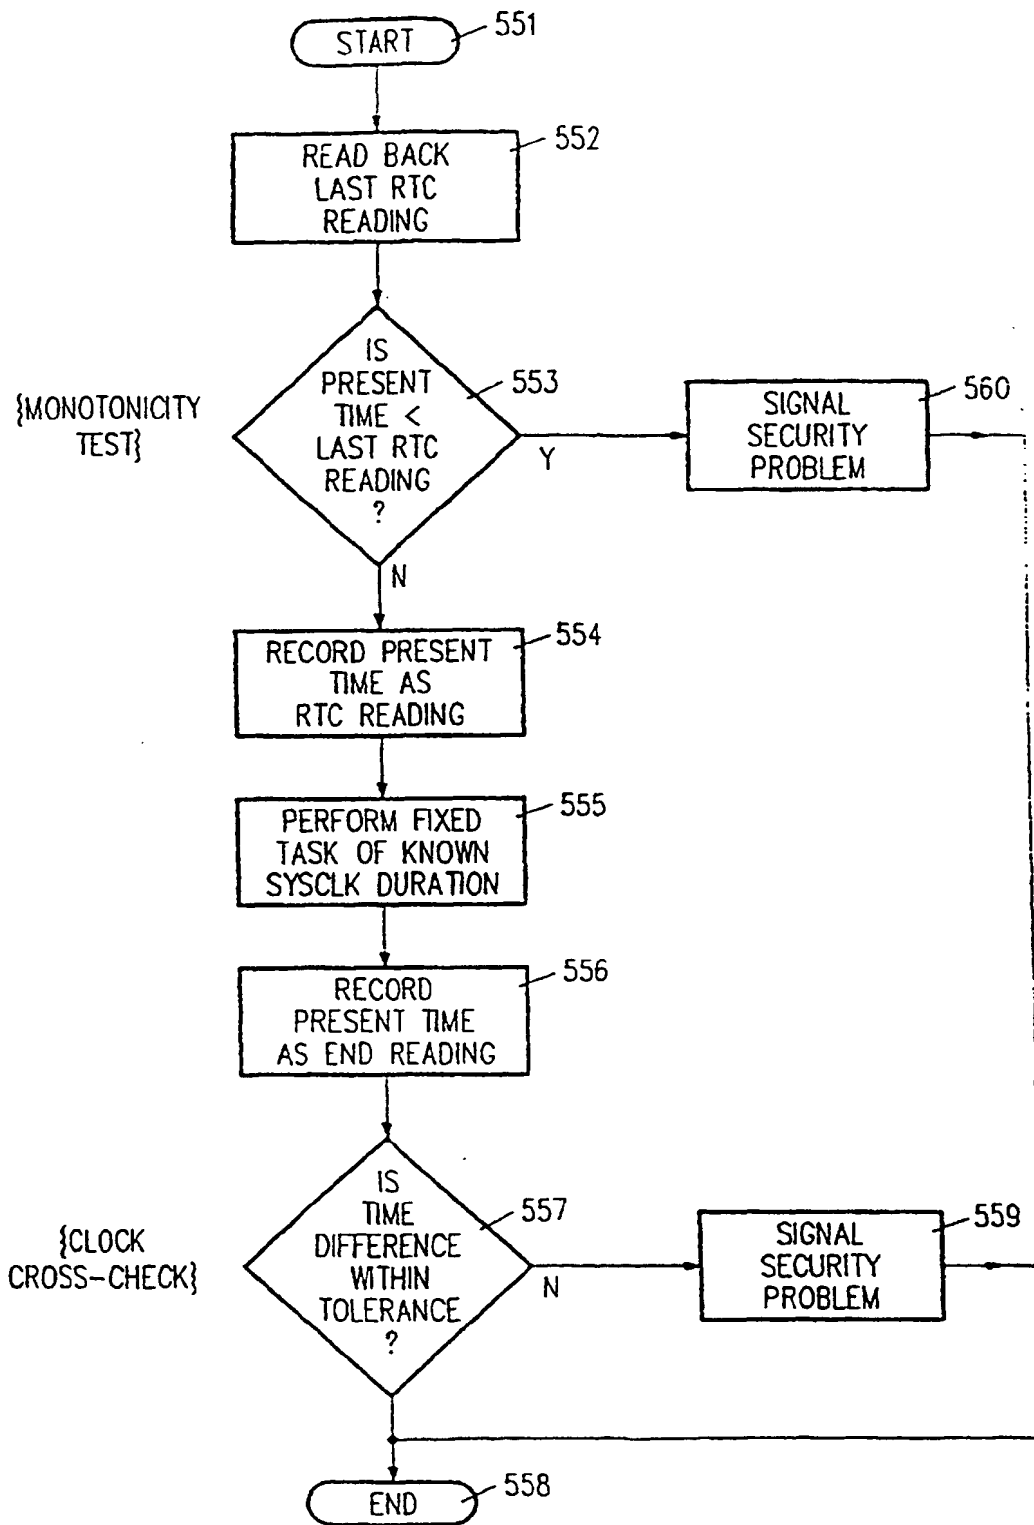 START
551
READ BACK
LAST RTC
READING
552
{MONOTONICITY
TEST}
IS
PRESENT
TIME <
LAST RTC
READING
?
553
Y
SIGNAL
SECURITY
PROBLEM
560
N
RECORD PRESENT
TIME AS
RTC READING
554
PERFORM FIXED
TASK OF KNOWN
SYSCLK DURATION
555
RECORD
PRESENT TIME
AS END READING
556
{CLOCK
CROSS-CHECK}
IS
TIME
DIFFERENCE
WITHIN
TOLERANCE
?
557
N
SIGNAL
SECURITY
PROBLEM
559
END
558